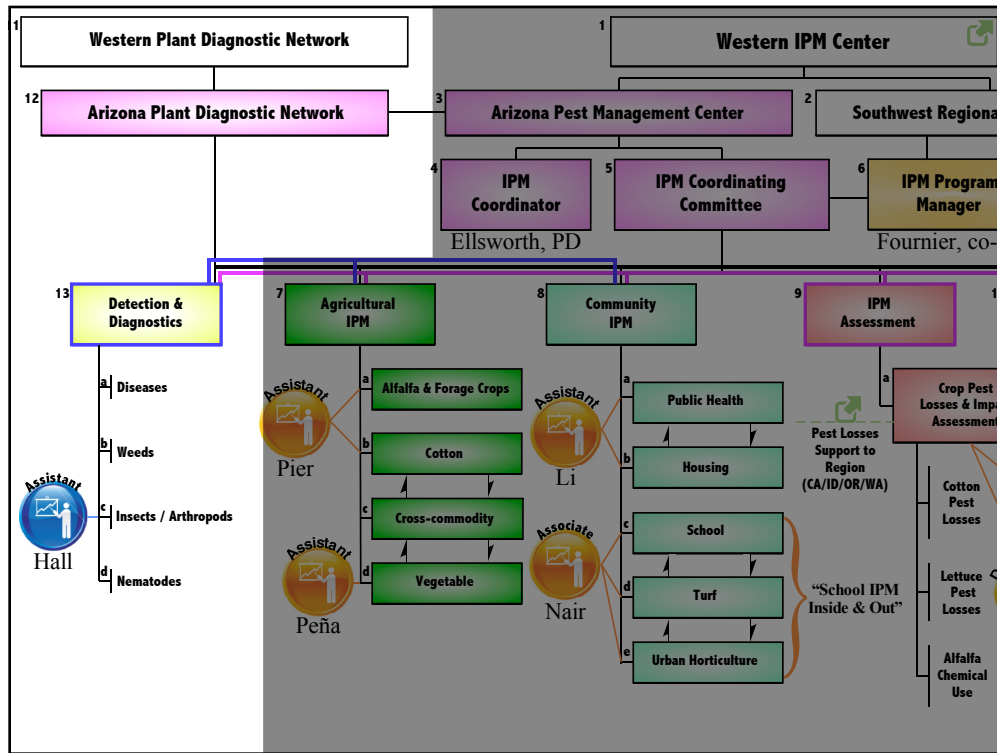 1
Western Plant Diagnostic Network
1
Western IPM Center
12
Arizona Plant Diagnostic Network
3
Arizona Pest Management Center
2
Southwest Regional
4
IPM
Coordinator
Ellsworth, PD
5
IPM Coordinating
Committee
6
IPM Program
Manager
Fournier, co-
13
Detection &
Diagnostics
a
Diseases
b
Weeds
c
Insects / Arthropods
d
Nematodes
Assistant
Hall
7
Agricultural
IPM
a
Alfalfa & Forage Crops
b
Cotton
c
Cross-commodity
d
Vegetable
Assistant
Pier
Assistant
Peña
8
Community
IPM
a
Public Health
b
Housing
c
School
d
Turf
e
Urban Horticulture
Assistant
Li
Associate
Nair
“School IPM
Inside & Out”
9
IPM
Assessment
1
a
Crop Pest
Losses & Impa
Assessment
Pest Losses
Support to
Region
(CA/ID/OR/WA)
Cotton
Pest
Losses
Lettuce
Pest
Losses
Alfalfa
Chemical
Use